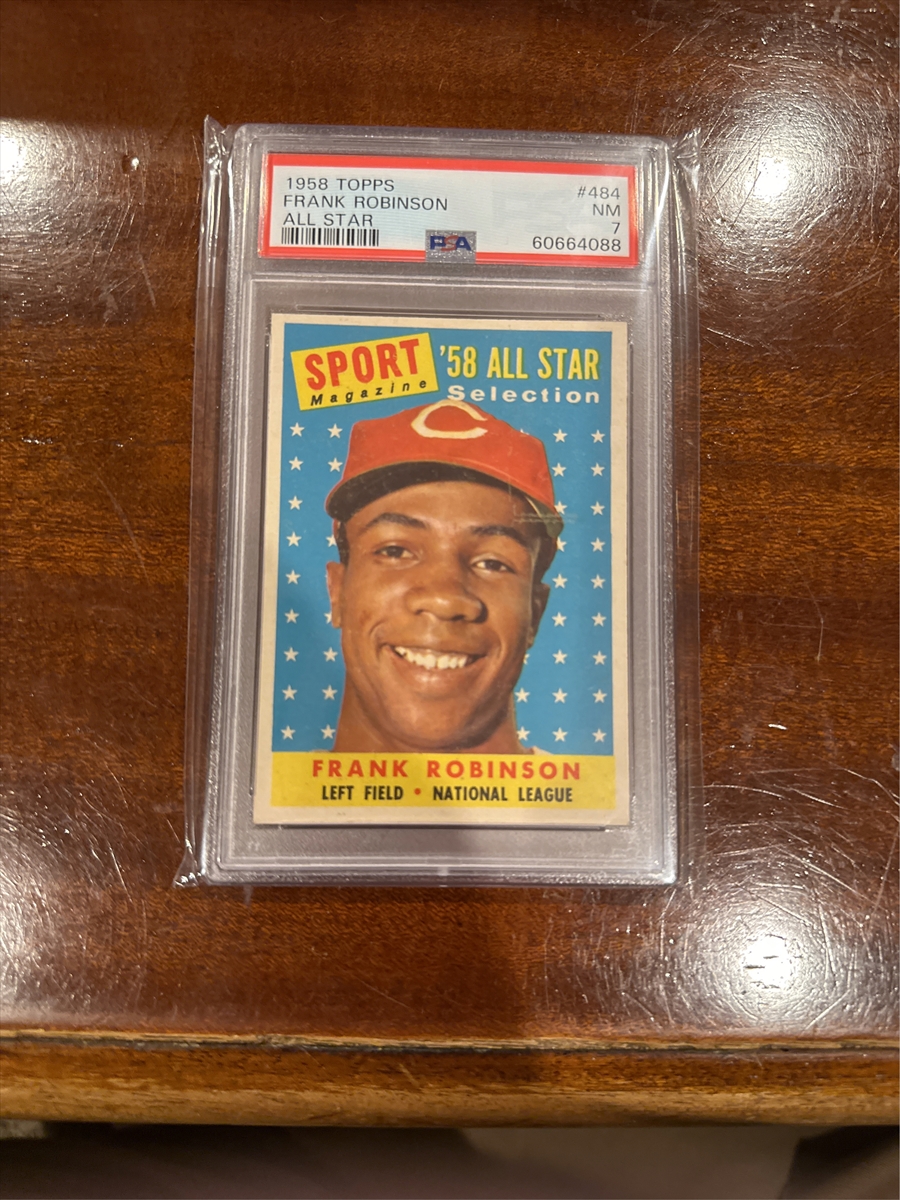 1958 TOPPS #484
FRANK ROBINSON NM
ALL STAR 7
PSA 60664088
SPORT '58 ALL STAR
Magazine Selection
C
FRANK ROBINSON
LEFT FIELD • NATIONAL LEAGUE